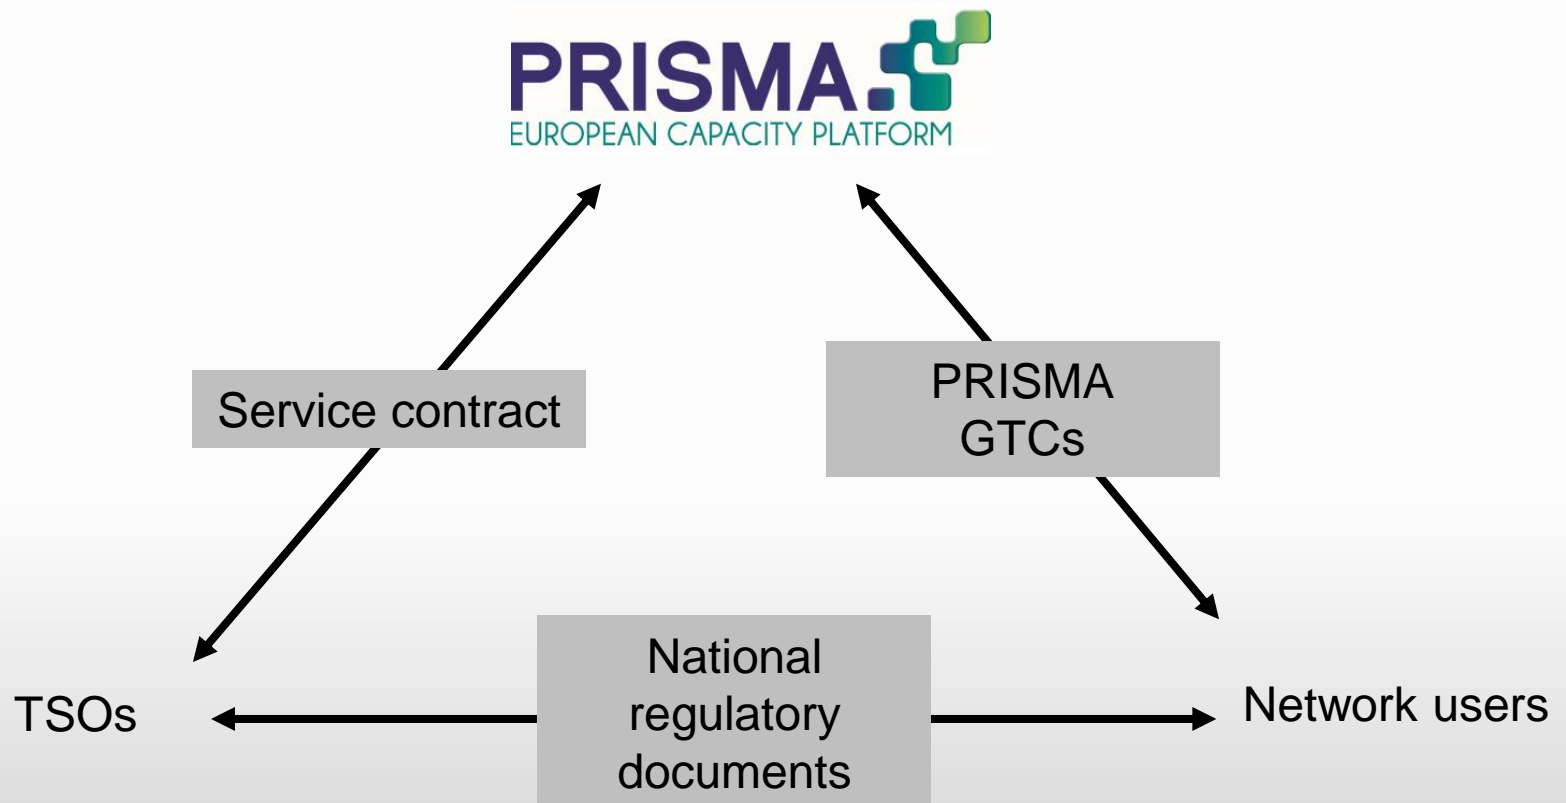 PRISMA
EUROPEAN CAPACITY PLATFORM
Service contract
PRISMA
GTCs
National
regulatory
documents
TSOs
Network users